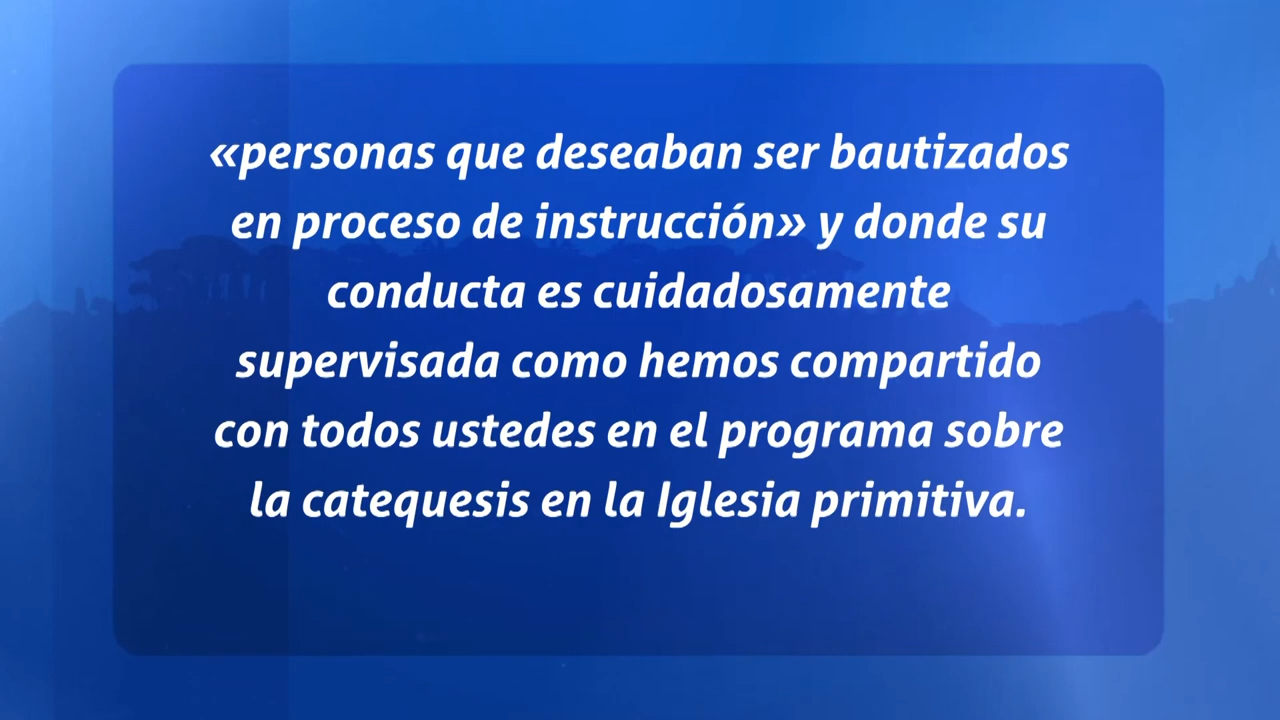 «personas que deseaban ser bautizados
en proceso de instrucción» y donde su
conducta es cuidadosamente
supervisada como hemos compartido
con todos ustedes en el programa sobre
la catequesis en la Iglesia primitiva.